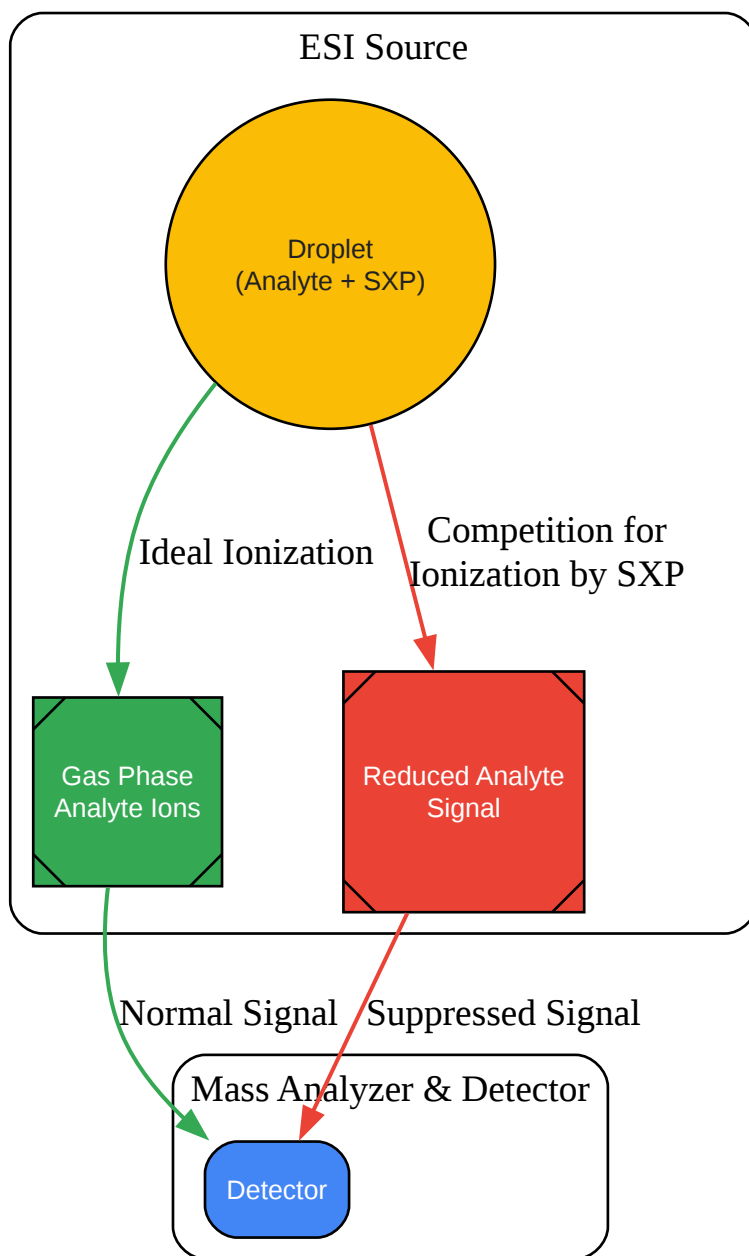 ESI Source
Droplet
(Analyte + SXP)
Ideal Ionization
Competition for
Ionization by SXP
Gas Phase
Analyte Ions
Reduced Analyte
Signal
Normal Signal
Suppressed Signal
Mass Analyzer & Detector
Detector